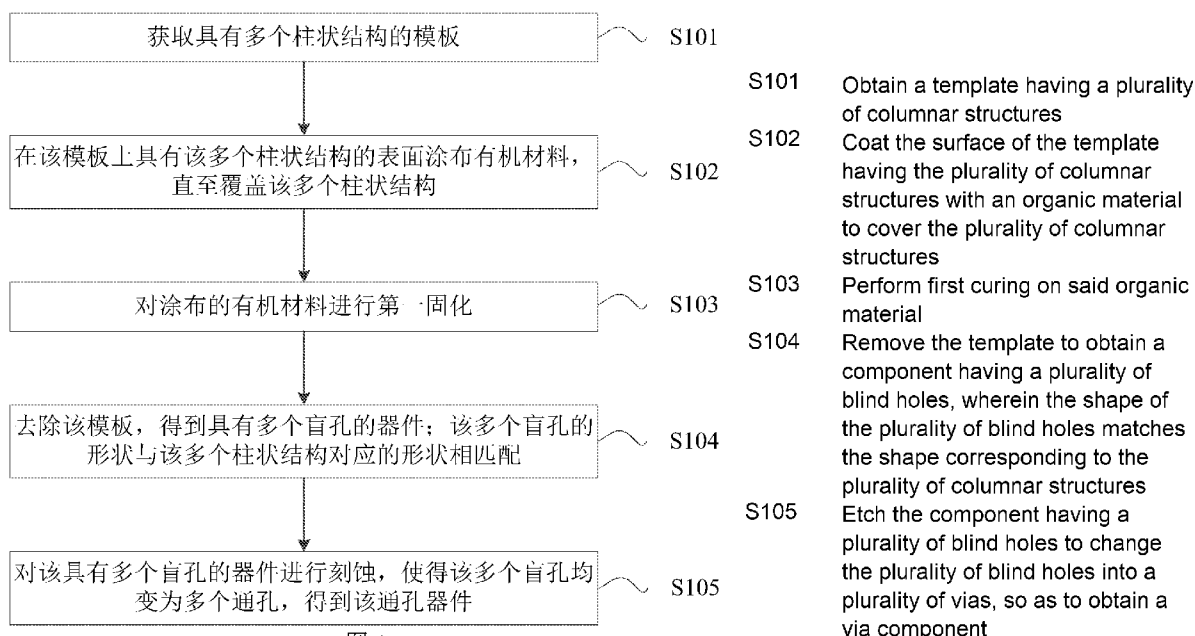 获取具有多个柱状结构的模板
S101
在该模板上具有该多个柱状结构的表面涂布有机材料，
直至覆盖该多个柱状结构
S102
对涂布的有机材料进行第一固化
S103
去除该模板，得到具有多个盲孔的器件；该多个盲孔的
形状与该多个柱状结构对应的形状相匹配
S104
对该具有多个盲孔的器件进行刻蚀，使得该多个盲孔均
变为多个通孔，得到该通孔器件
S105
S101 Obtain a template having a plurality
of columnar structures
S102 Coat the surface of the template
having the plurality of columnar
structures with an organic material
to cover the plurality of columnar
structures
S103 Perform first curing on said organic
material
S104 Remove the template to obtain a
component having a plurality of
blind holes, wherein the shape of
the plurality of blind holes matches
the shape corresponding to the
plurality of columnar structures
S105 Etch the component having a
plurality of blind holes to change
the plurality of blind holes into a
plurality of vias, so as to obtain a
via component